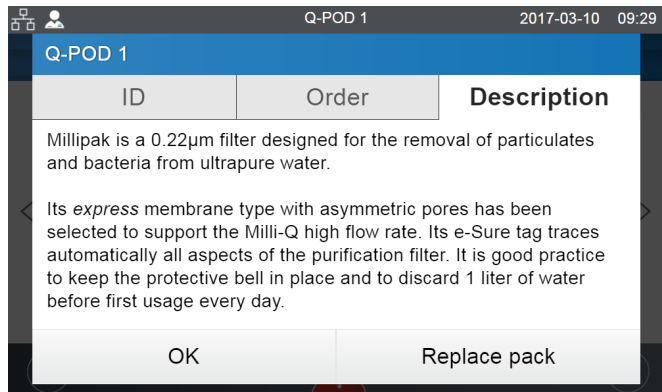 Q-POD 1 2017-03-10 09:29
Q-POD 1
ID Order Description
Millipak is a 0.22µm filter designed for the removal of particulates
and bacteria from ultrapure water.
Its express membrane type with asymmetric pores has been
selected to support the Milli-Q high flow rate. Its e-Sure tag traces
automatically all aspects of the purification filter. It is good practice
to keep the protective bell in place and to discard 1 liter of water
before first usage every day.
OK Replace pack